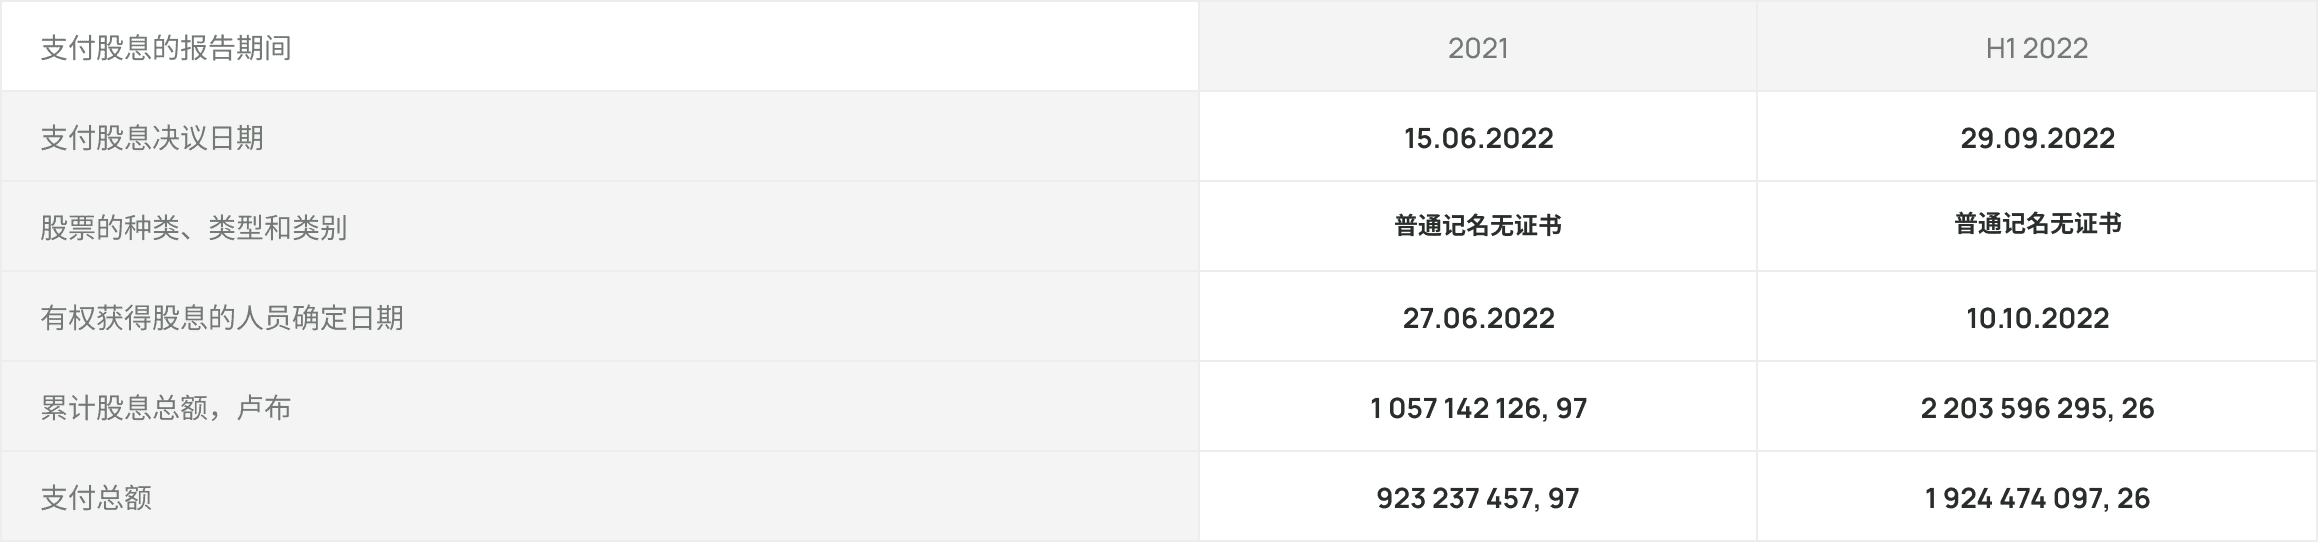 支付股息的报告期间 2021 H1 2022
支付股息决议日期 15.06.2022 29.09.2022
股票的种类、类型和类别 普通记名无证书 普通记名无证书
有权获得股息的人员确定日期 27.06.2022 10.10.2022
累计股息总额，卢布 1 057 142 126, 97 2 203 596 295, 26
支付总额 923 237 457, 97 1 924 474 097, 26